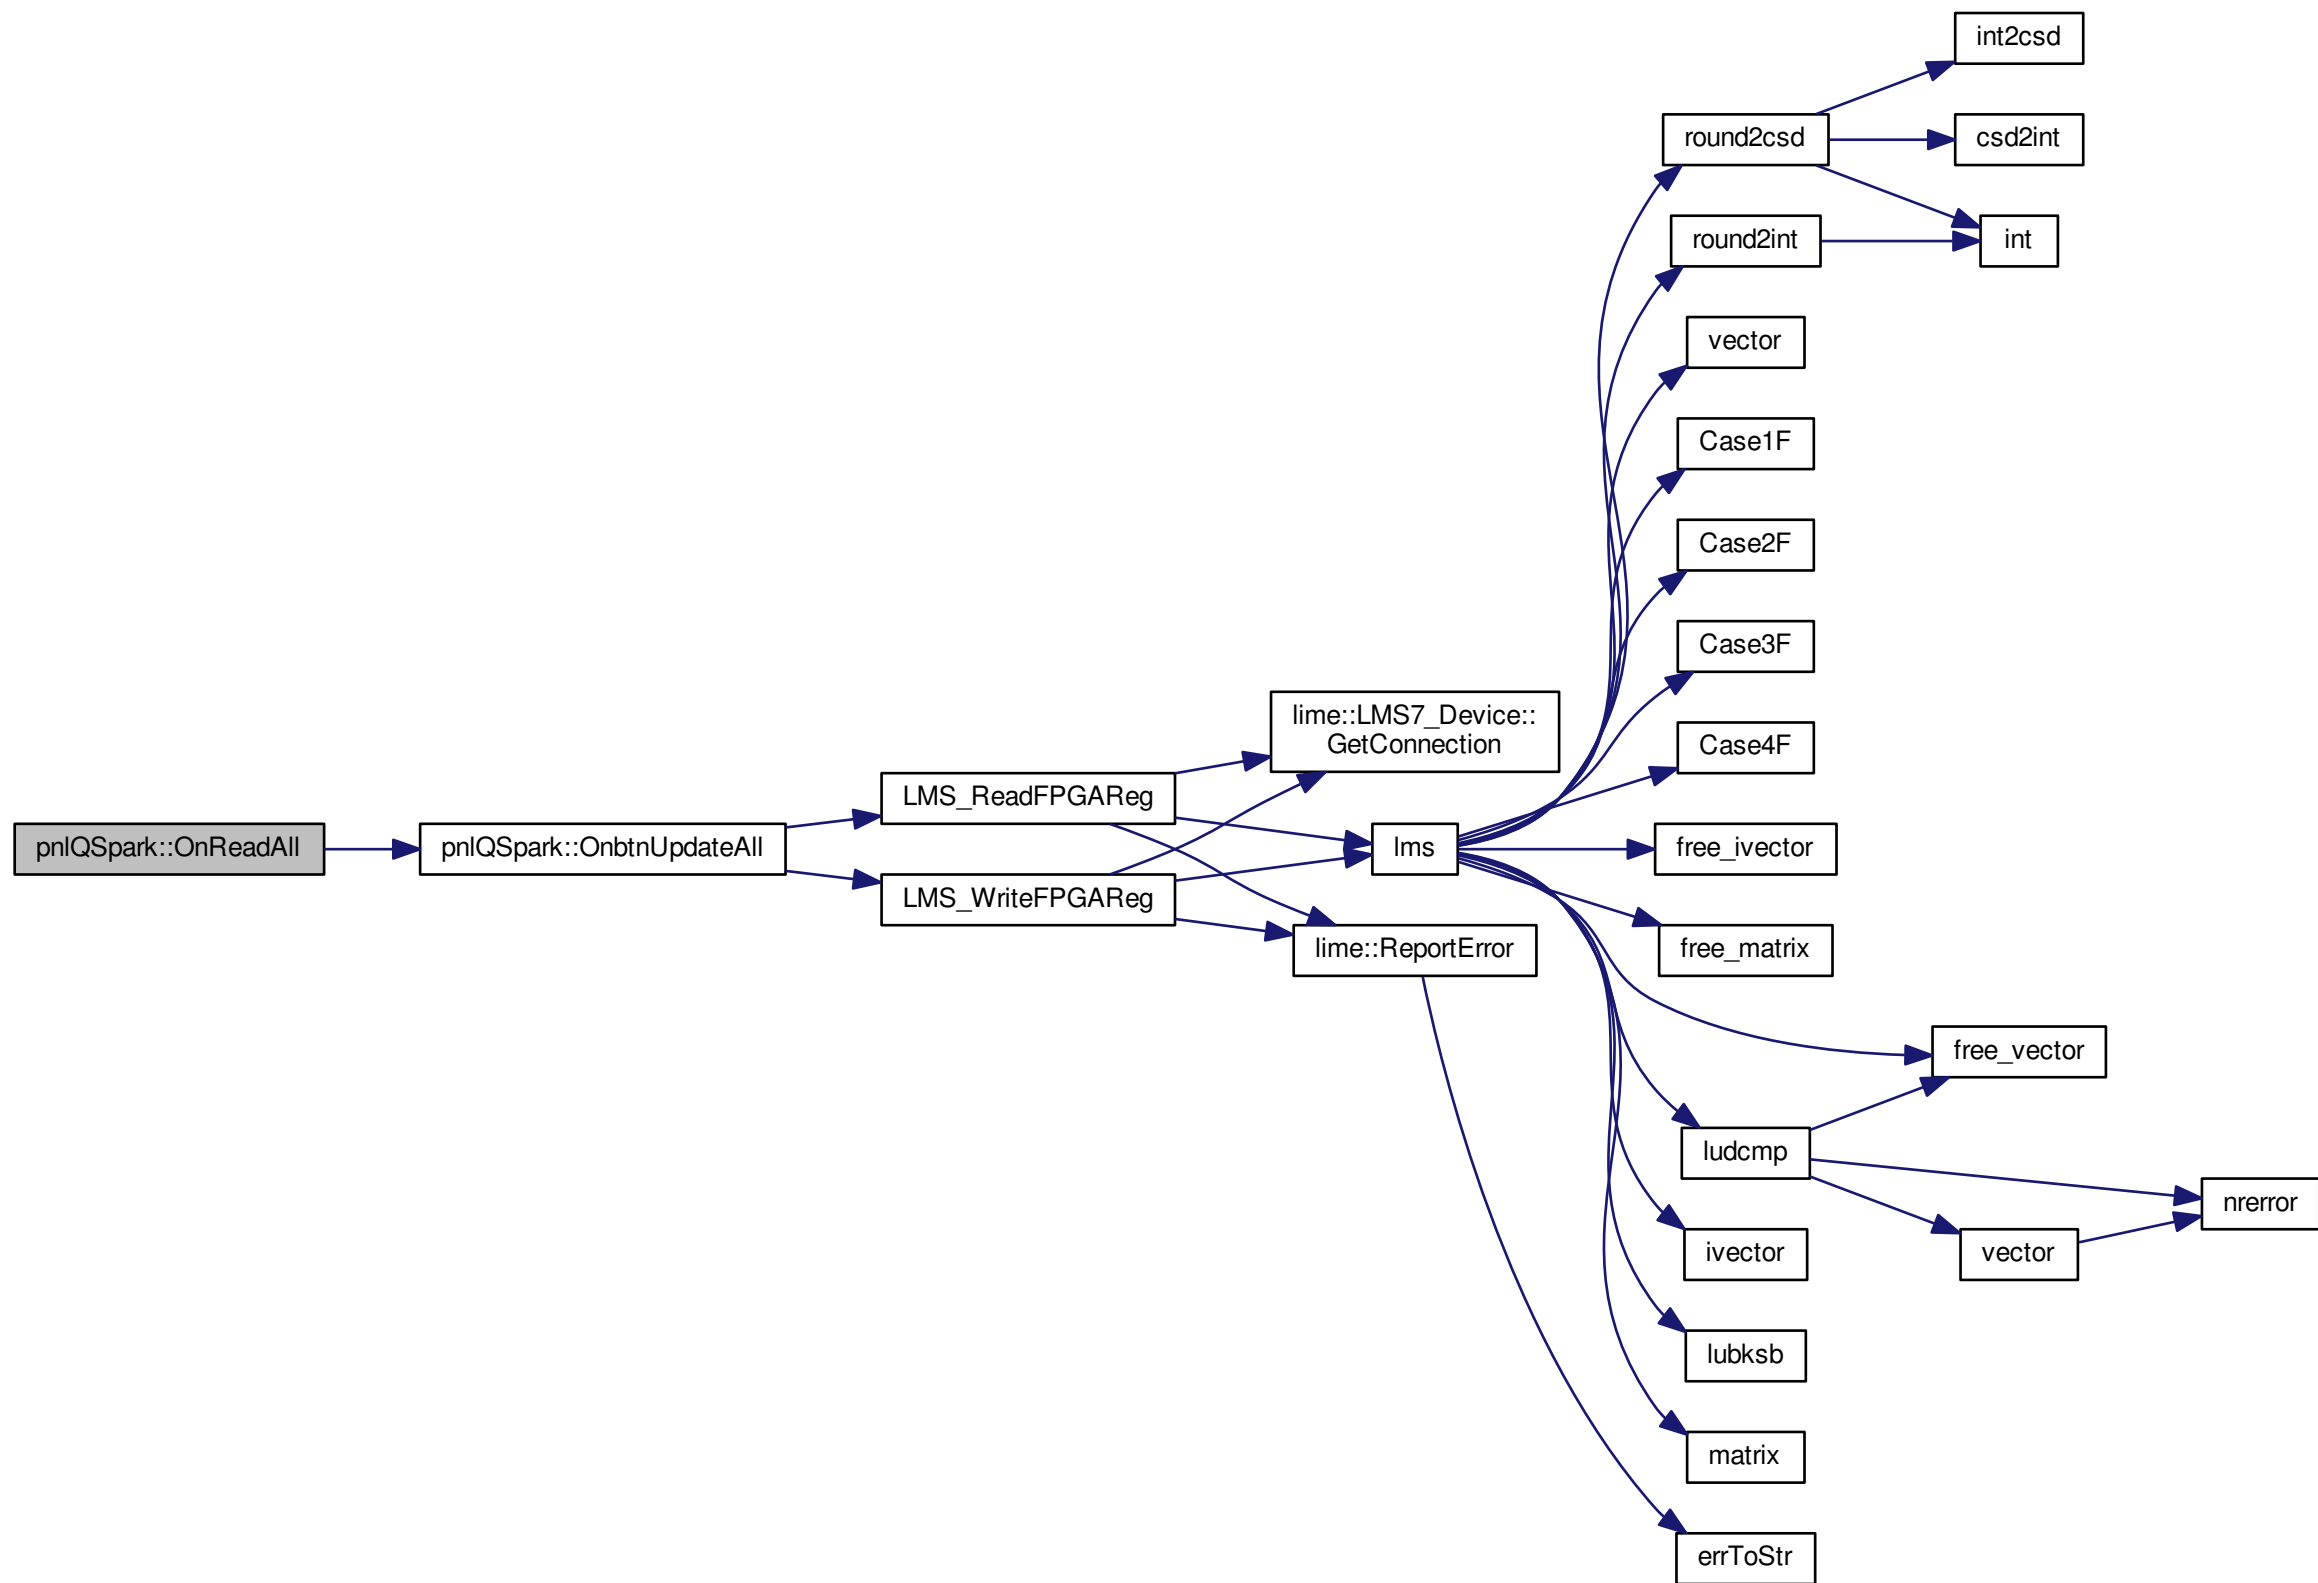 int2csd
round2csd
csd2int
round2int
int
vector
Case1F
Case2F
Case3F
lime::LMS7_Device::
GetConnection
Case4F
LMS_ReadFPGAReg
pnlQSpark::OnReadAll
pnlQSpark::OnbtnUpdateAll
lms
free_ivector
LMS_WriteFPGAReg
lime::ReportError
free_matrix
free_vector
ludcmp
nrerror
ivector
vector
lubksb
matrix
errToStr